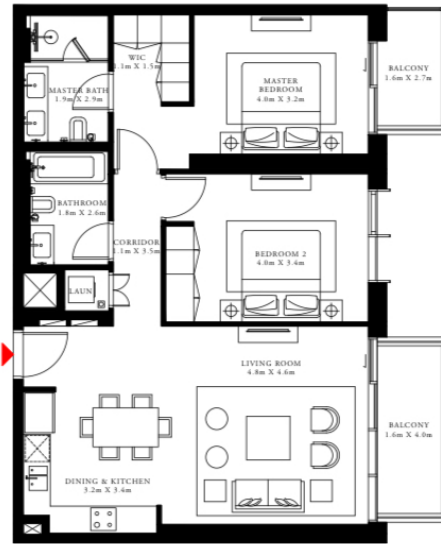 WIC
1.1m X 1.5m
MASTER BATH
1.9m X 2.9m
MASTER
BEDROOM
4.0m X 3.2m
BALCONY
1.6m X 2.7m
BATHROOM
1.8m X 2.6m
CORRIDOR
1.1m X 3.5m
BEDROOM 2
4.0m X 3.4m
LAUN.
LIVING ROOM
4.8m X 4.6m
BALCONY
1.6m X 4.0m
DINING & KITCHEN
3.2m X 3.4m